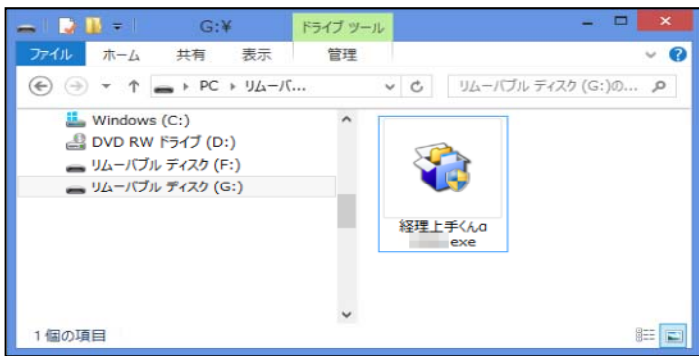 G:¥
ドライブ ツール
ファイル ホーム 共有 表示 管理
PC リムーバ... リムーバブル ディスク (G:)の...
Windows (C:)
DVD RW ドライブ (D:)
リムーバブル ディスク (F:)
リムーバブル ディスク (G:)
経理上手くんα
exe
1 個の項目